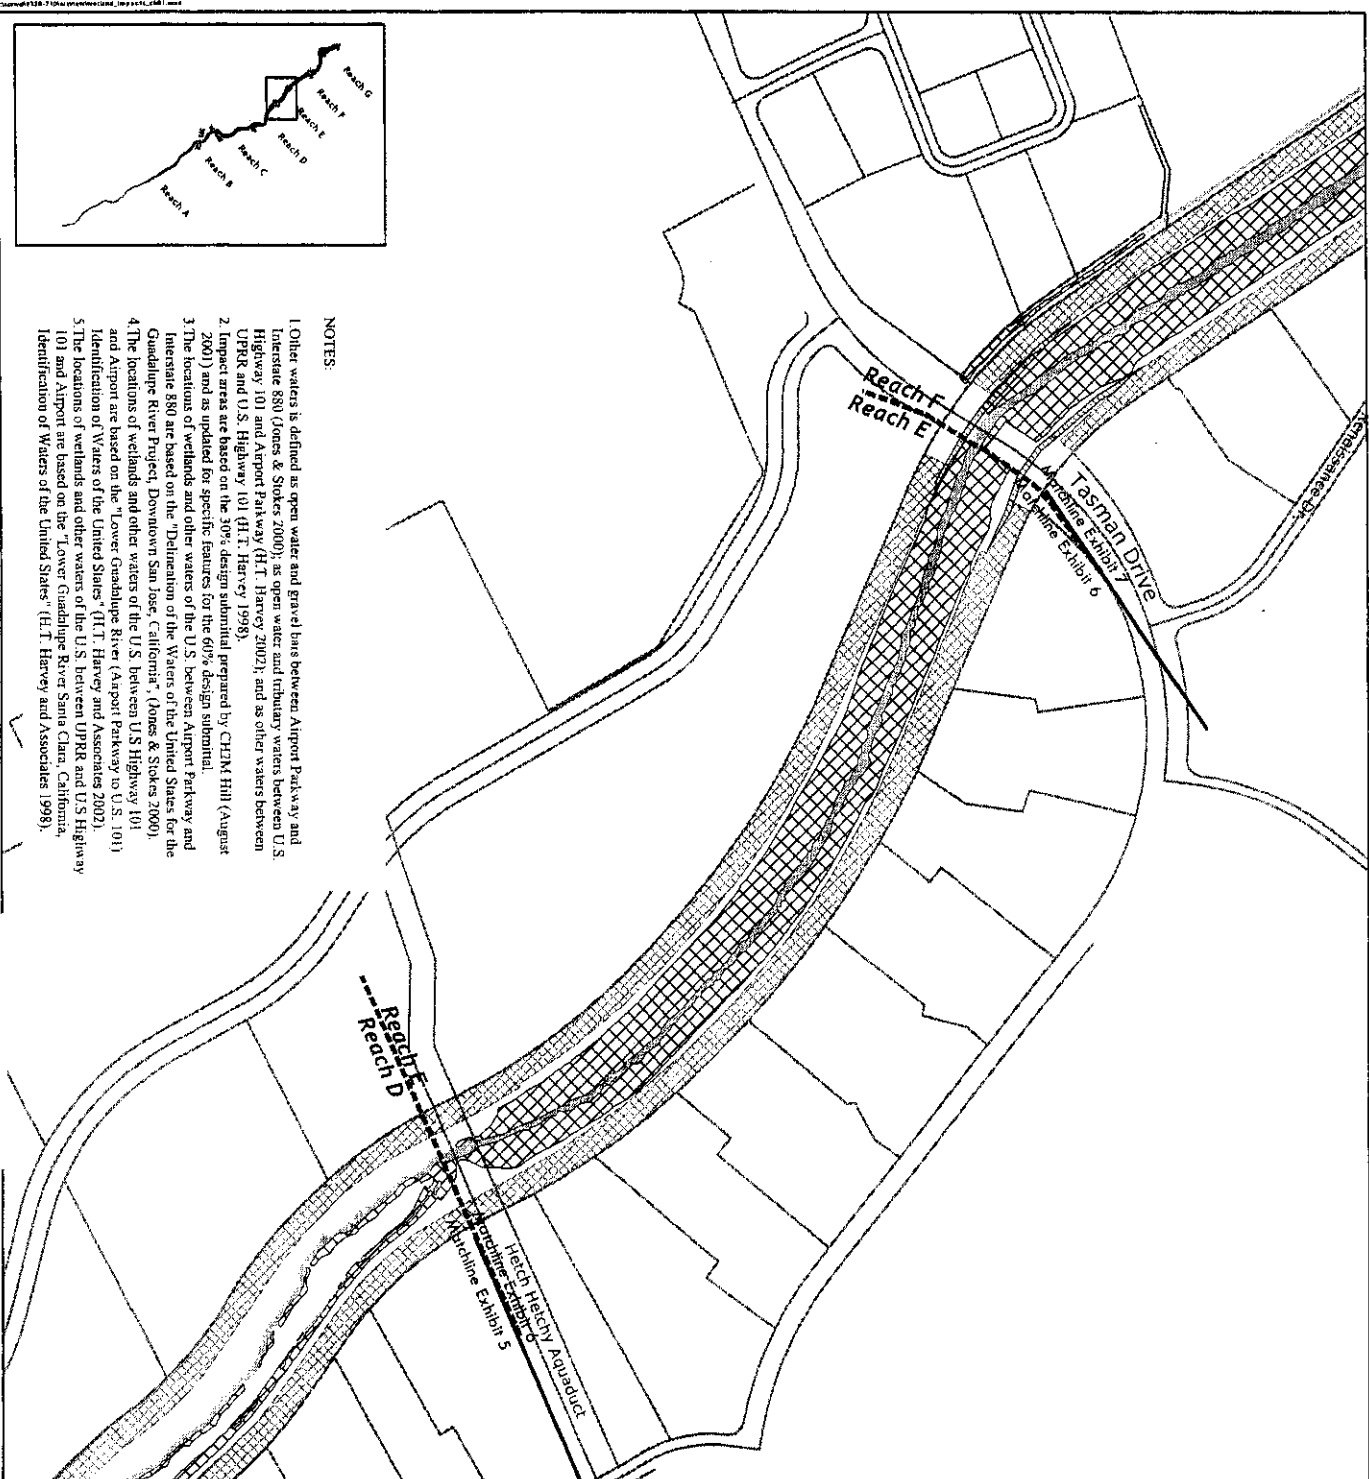 Reach G
Reach F
Reach E
Reach D
Reach C
Reach B
Reach A
NOTES:
1.Other waters is defined as open water and gravel bars between Airport Parkway and
Interstate 880 (Jones & Stokes 2000); as open water and tributary waters between U.S.
Highway 101 and Airport Parkway (H.T. Harvey 2002); and as other waters between
UPRR and U.S. Highway 101 (H.T. Harvey 1998).
2. Impact areas are based on the 30% design submittal prepared by CH2M Hill (August
2001) and as updated for specific features for the 60% design submittal.
3.The locations of wetlands and other waters of the U.S. between Airport Parkway and
Interstate 880 are based on the "Delineation of the Waters of the United States for the
Guadalupe River Project, Downtown San Jose, California", (Jones & Stokes 2000).
4.The locations of wetlands and other waters of the U.S. between U.S Highway 101
and Airport are based on the "Lower Guadalupe River (Airport Parkway to U.S. 101)
Identification of Waters of the United States" (H.T. Harvey and Associates 2002).
5.The locations of wetlands and other waters of the U.S. between UPRR and U.S Highway
101 and Airport are based on the "Lower Guadalupe River Santa Clara, California,
Identification of Waters of the United States" (H.T. Harvey and Associates 1998).
Reach F
Reach E
Tasman Drive
Matchline Exhibit 7
Matchline Exhibit 6
Renaissance Dr.
Reach E
Reach D
Hetch Hetchy Aquaduct
Matchline Exhibit 6
Matchline Exhibit 5